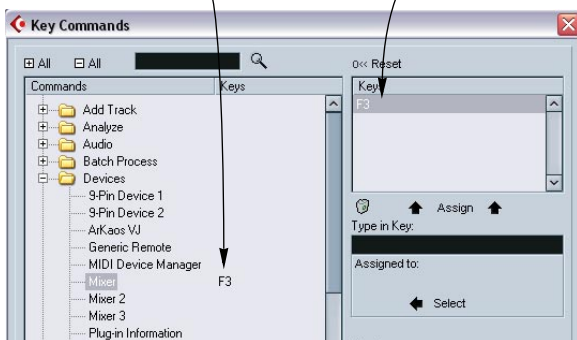 Key Commands
All All
0<< Reset
Commands Keys
Keys
F3
Add Track
Analyze
Audio
Batch Process
Devices
9-Pin Device 1
9-Pin Device 2
ArKaos VJ
Generic Remote
MIDI Device Manager
Mixer F3
Mixer 2
Mixer 3
Plug-in Information
Assign
Type in Key:
Assigned to:
Select